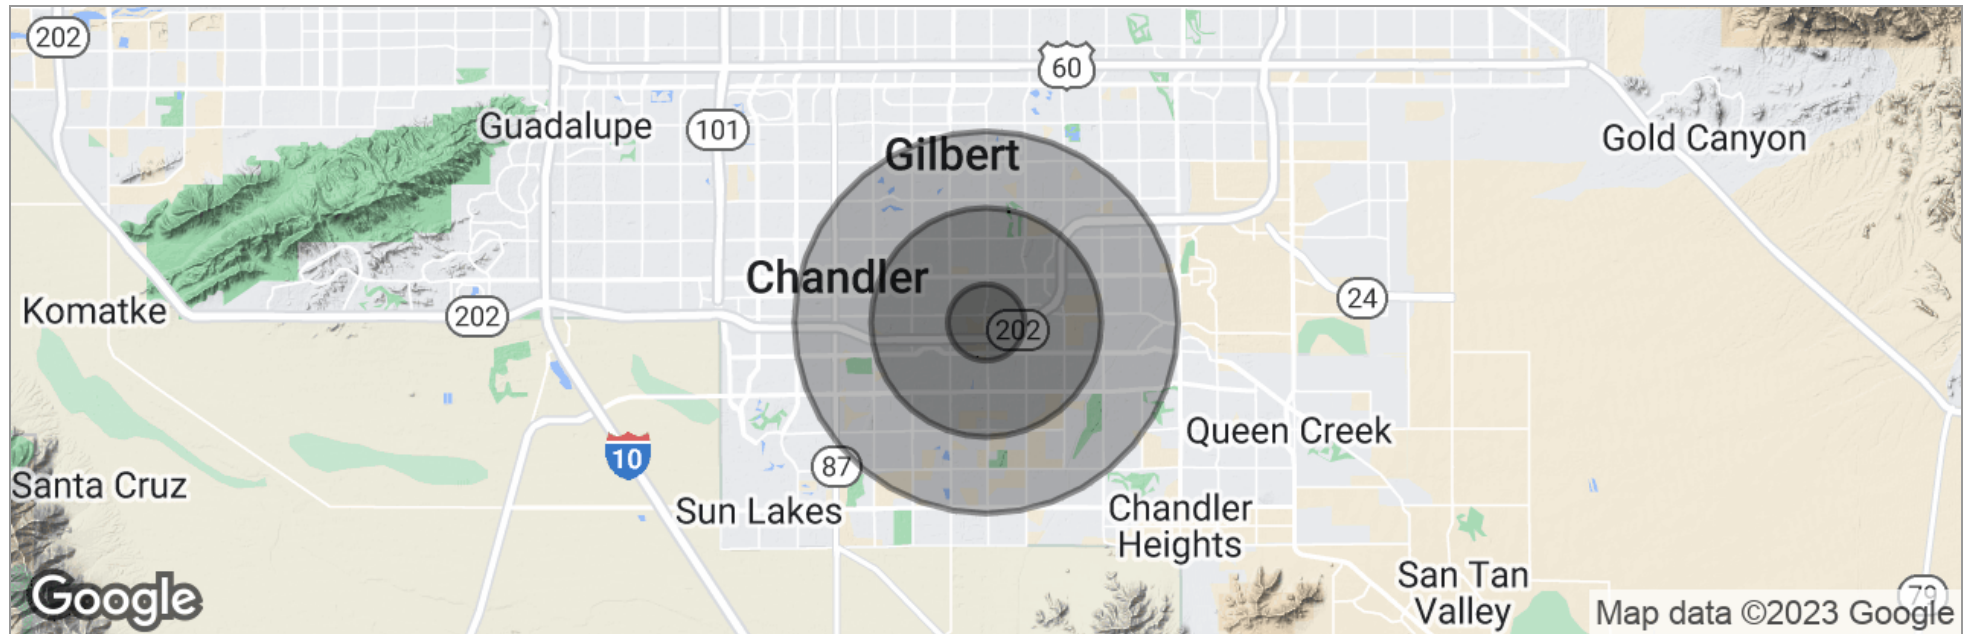 202
60
Guadalupe
101
Gilbert
Gold Canyon
Chandler
24
Komatke
202
202
Queen Creek
10
87
Santa Cruz
Sun Lakes
Chandler
Heights
San Tan
Valley
79
Google
Map data ©2023 Google